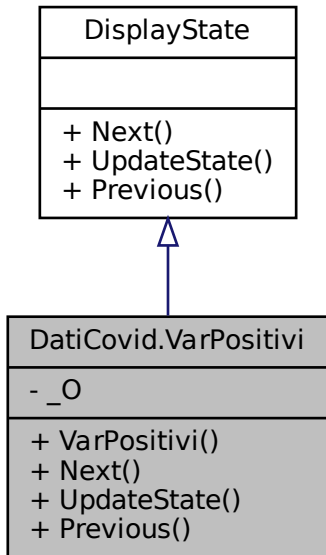 DisplayState
+ Next()
+ UpdateState()
+ Previous()
DatiCovid.VarPositivi
- _O
+ VarPositivi()
+ Next()
+ UpdateState()
+ Previous()